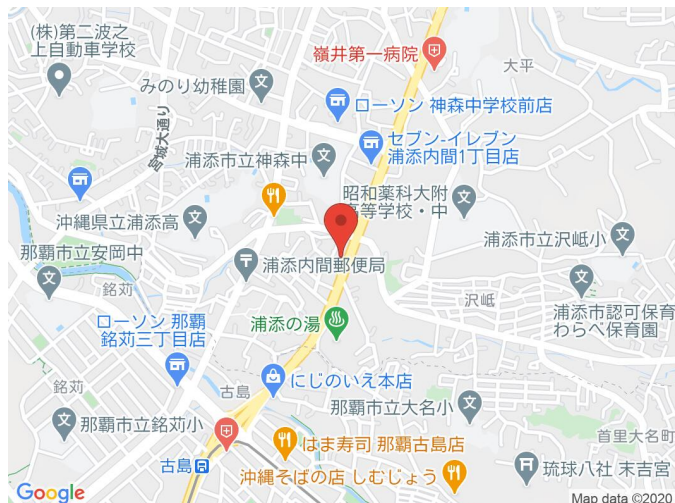 (株)第二波之
上自動車学校
嶺井第一病院
大平
みのり幼稚園
ローソン 神森中学校前店
宮城大通り
セブン-イレブン
浦添内間1丁目店
浦添市立神森中
昭和薬科大附
高等学校・中
沖縄県立浦添高
浦添市立沢岻小
那覇市立安岡中
浦添内間郵便局
銘苅
沢岻
浦添市認可保育
わらべ保育園
浦添の湯
ローソン 那覇
銘苅三丁目店
にじのいえ本店
銘苅
古島
那覇市立大名小
那覇市立銘苅小
首里大名町
はま寿司 那覇古島店
古島
沖縄そばの店 しむじょう
琉球八社 末吉宮
Google
Map data ©2020